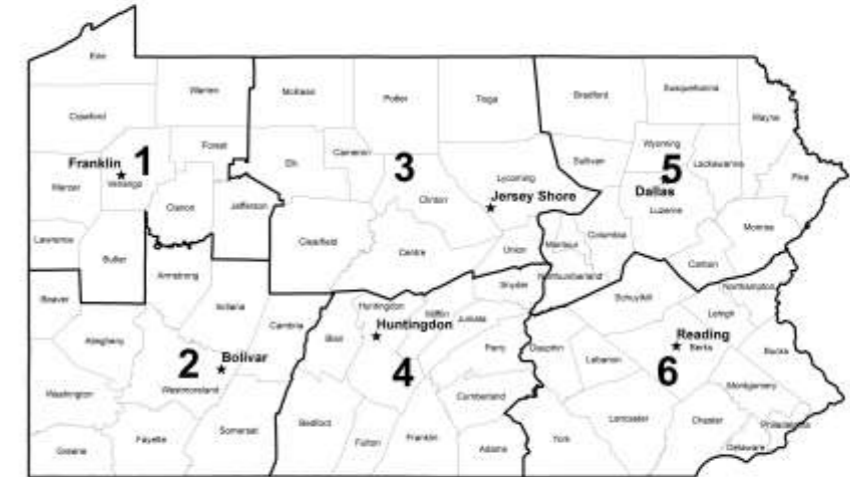 Erie
Crawford
Warren
Forest
Franklin
1
Mercer
Venango
Clarion
Jefferson
Lawrence
Butler
McKean
Potter
Tioga
Elk
Cameron
3
Clinton
Lycoming
Jersey Shore
Clearfield
Centre
Union
Bradford
Susquehanna
Wayne
Wyoming
Sullivan
5
Lackawanna
Pike
Dallas
Luzerne
Columbia
Montour
Monroe
Carbon
Northumberland
Armstrong
Beaver
Indiana
Cambria
Allegheny
2
Bolivar
Westmoreland
Washington
Greene
Fayette
Somerset
Snyder
Huntingdon
Mifflin
Juniata
Huntingdon
Blair
Perry
4
Cumberland
Bedford
Fulton
Franklin
Adams
Northampton
Schuylkill
Lehigh
Dauphin
Reading
Berks
Bucks
Lebanon
6
Montgomery
Lancaster
Chester
Philadelphia
York
Delaware